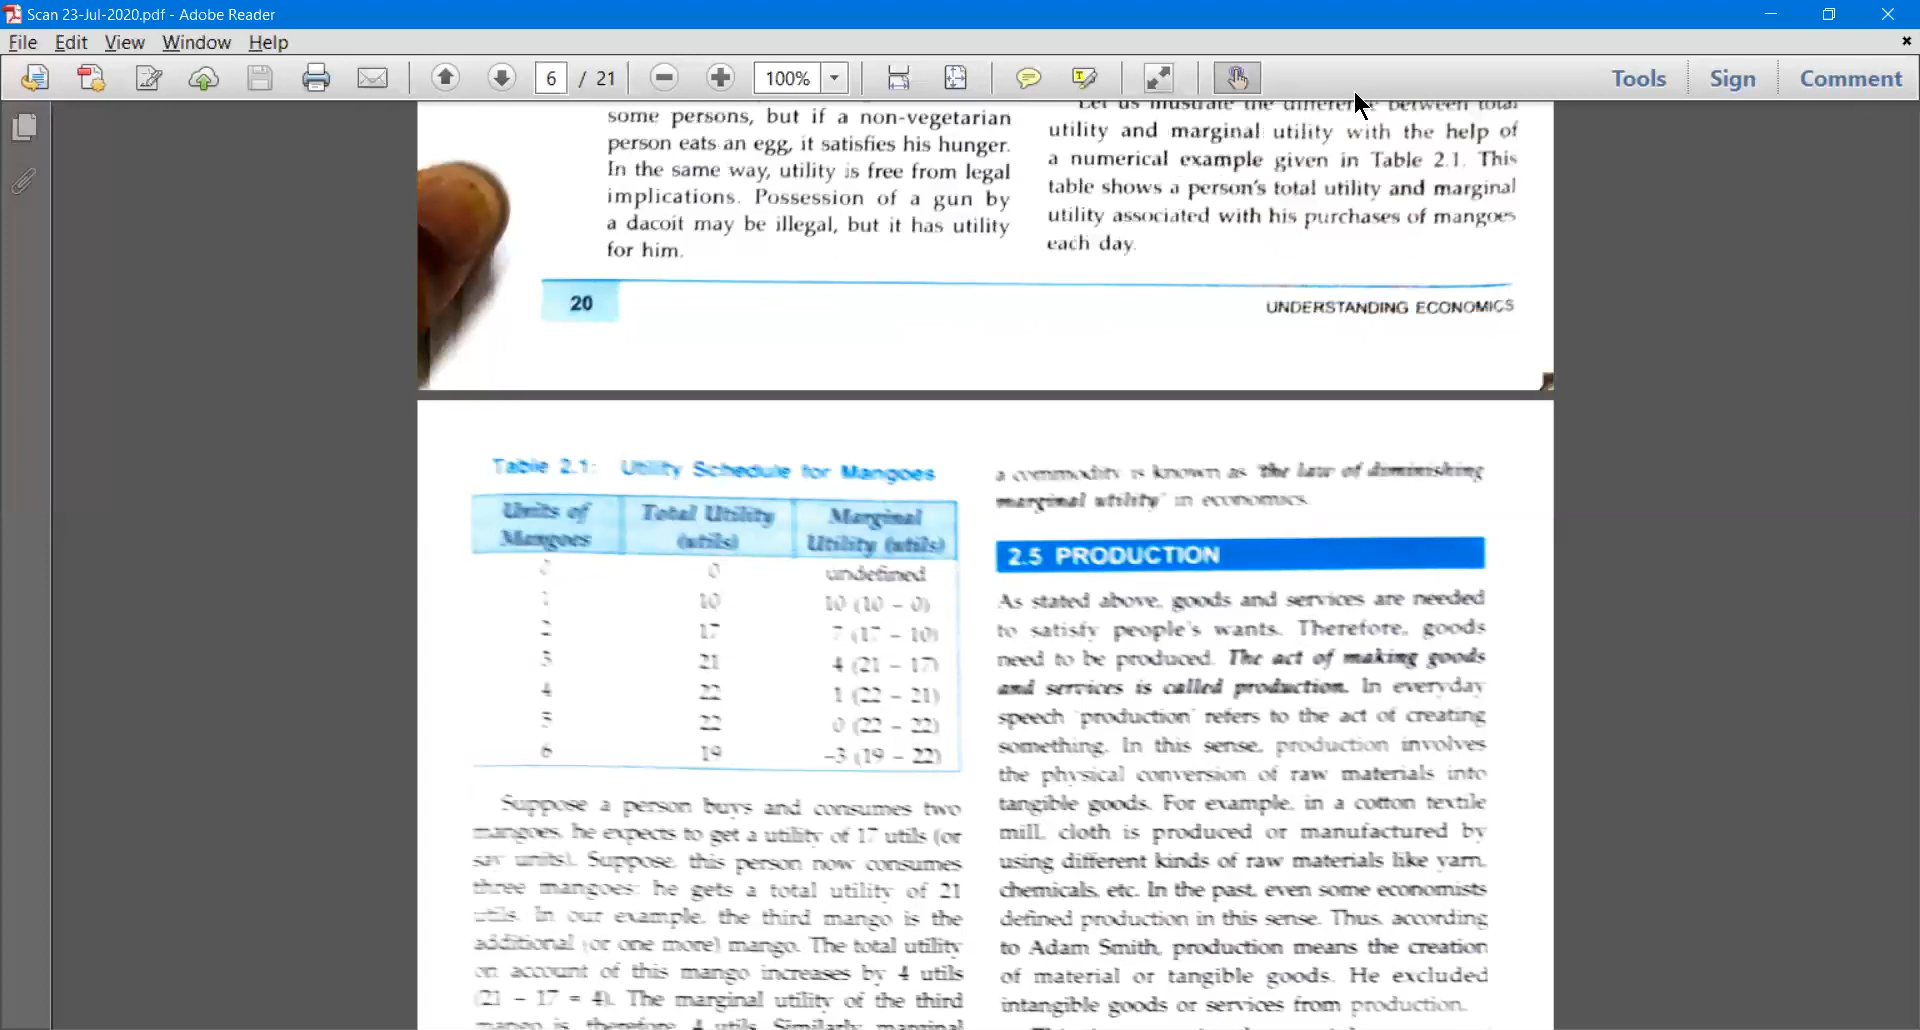 Scan 23-Jul-2020.pdf - Adobe Reader
File Edit View Window Help
6 / 21
100%
Tools Sign Comment
some persons, but if a non-vegetarian
person eats an egg, it satisfies his hunger.
In the same way, utility is free from legal
implications. Possession of a gun by
a dacoit may be illegal, but it has utility
for him.
Let us illustrate the difference between total
utility and marginal utility with the help of
a numerical example given in Table 2.1. This
table shows a person's total utility and marginal
utility associated with his purchases of mangoes
each day.
20
UNDERSTANDING ECONOMICS
Table 2.1: Utility Schedule for Mangoes
Units of Mangoes Total Utility (utils) Marginal Utility (utils)
0 0 undefined
1 10 10 (10 – 0)
2 17 7 (17 – 10)
3 21 4 (21 – 17)
4 22 1 (22 – 21)
5 22 0 (22 – 22)
6 19 –3 (19 – 22)
Suppose a person buys and consumes two
mangoes, he expects to get a utility of 17 utils (or
say units). Suppose, this person now consumes
three mangoes; he gets a total utility of 21
utils. In our example, the third mango is the
additional (or one more) mango. The total utility
on account of this mango increases by 4 utils
(21 – 17 = 4). The marginal utility of the third
mango is, therefore, 4 utils. Similarly, marginal
a commodity is known as 'the law of diminishing
marginal utility' in economics.
2.5 PRODUCTION
As stated above, goods and services are needed
to satisfy people's wants. Therefore, goods
need to be produced. The act of making goods
and services is called production. In everyday
speech 'production' refers to the act of creating
something. In this sense, production involves
the physical conversion of raw materials into
tangible goods. For example, in a cotton textile
mill, cloth is produced or manufactured by
using different kinds of raw materials like yarn,
chemicals, etc. In the past, even some economists
defined production in this sense. Thus, according
to Adam Smith, production means the creation
of material or tangible goods. He excluded
intangible goods or services from production.